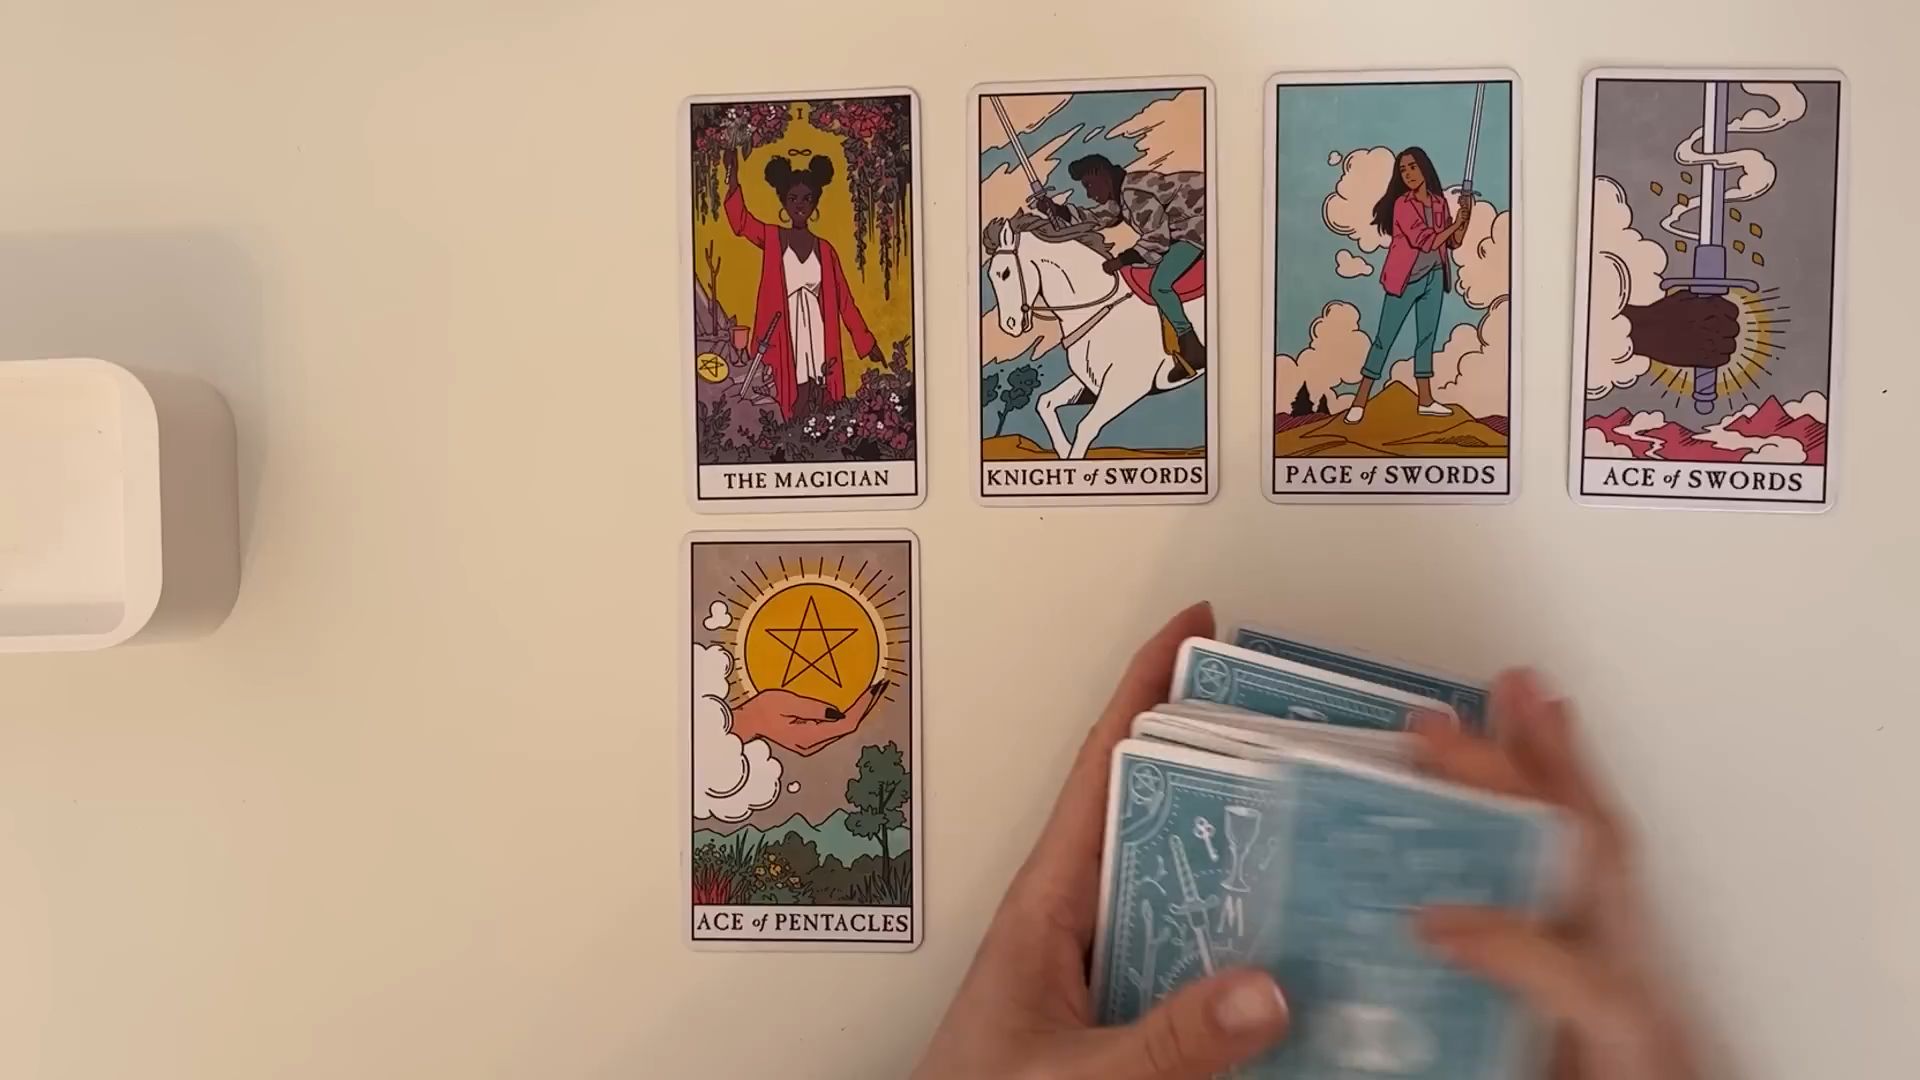 I
THE MAGICIAN
KNIGHT of SWORDS
PAGE of SWORDS
ACE of SWORDS
ACE of PENTACLES
M